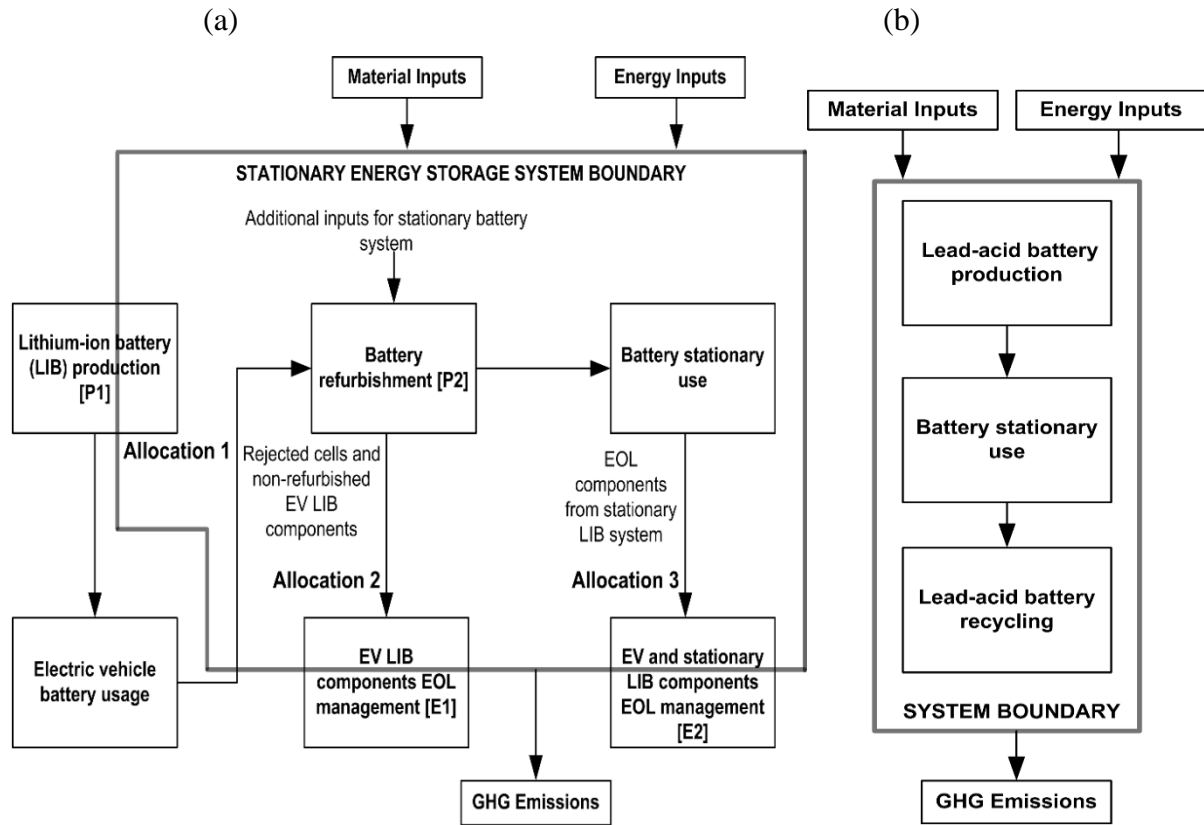 (a)
(b)
Material Inputs
Energy Inputs
STATIONARY ENERGY STORAGE SYSTEM BOUNDARY
Additional inputs for stationary battery
system
Lithium-ion battery
(LIB) production
[P1]
Battery
refurbishment [P2]
Battery stationary
use
Allocation 1
Rejected cells and
non-refurbished
EV LIB
components
EOL
components
from stationary
LIB system
Allocation 2
Allocation 3
Electric vehicle
battery usage
EV LIB
components EOL
management [E1]
EV and stationary
LIB components
EOL management
[E2]
GHG Emissions
Material Inputs
Energy Inputs
Lead-acid battery
production
Battery stationary
use
Lead-acid battery
recycling
SYSTEM BOUNDARY
GHG Emissions